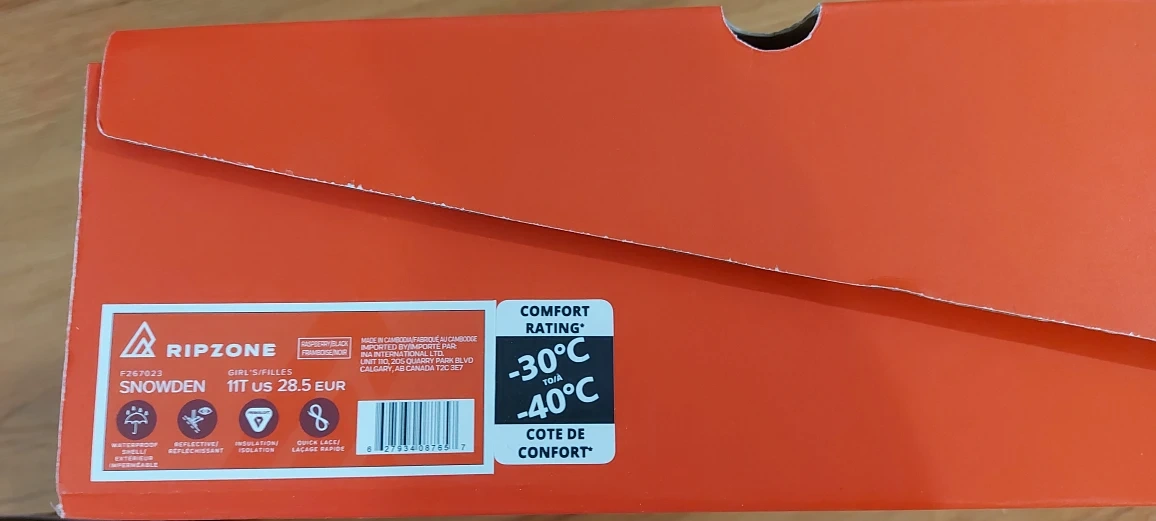 RIPZONE
RASPBERRY/BLACK
FRAMBOISE/NOIR
MADE IN CAMBODIA/FABRIQUÉ AU CAMBODGE
IMPORTED BY/IMPORTÉ PAR:
INA INTERNATIONAL LTD.
UNIT 110, 205 QUARRY PARK BLVD
CALGARY, AB CANADA T2C 3E7
F267023
SNOWDEN
GIRL'S/FILLES
11T US 28.5 EUR
WATERPROOF
SHELL/
EXTÉRIEUR
IMPERMÉABLE
REFLECTIVE/
RÉFLÉCHISSANT
INSULATION/
ISOLATION
QUICK LACE/
LAÇAGE RAPIDE
6 27934 08765 7
COMFORT
RATING*
-30°C
TO/À
-40°C
COTE DE
CONFORT*